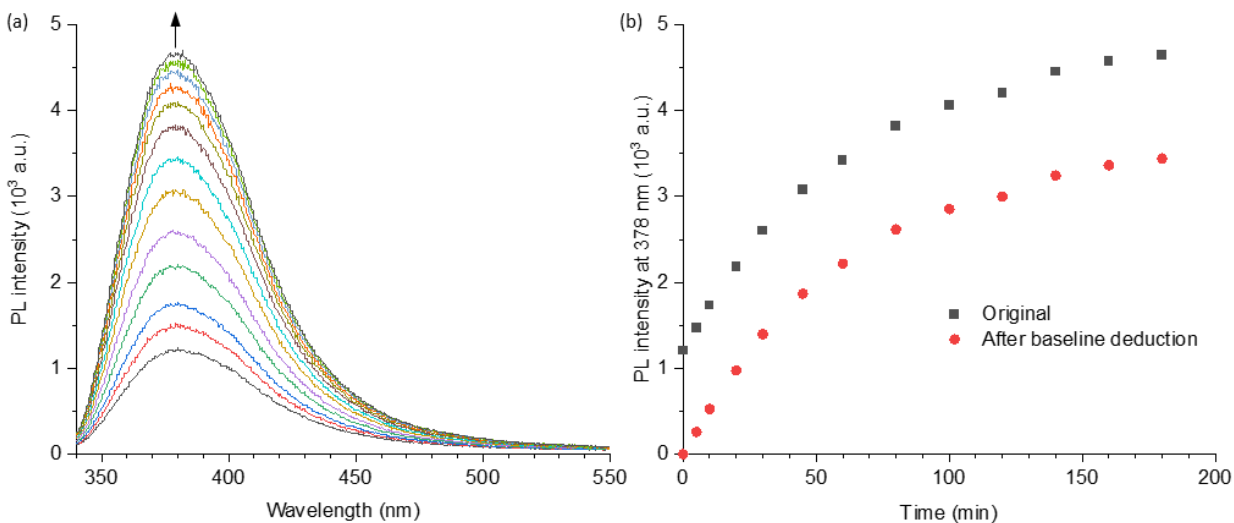 (a)
5
4
3
2
1
0
PL intensity (10³ a.u.)
350
400
450
500
550
Wavelength (nm)
(b)
5
4
3
2
1
0
PL intensity at 378 nm (10³ a.u.)
Original
After baseline deduction
0
50
100
150
200
Time (min)